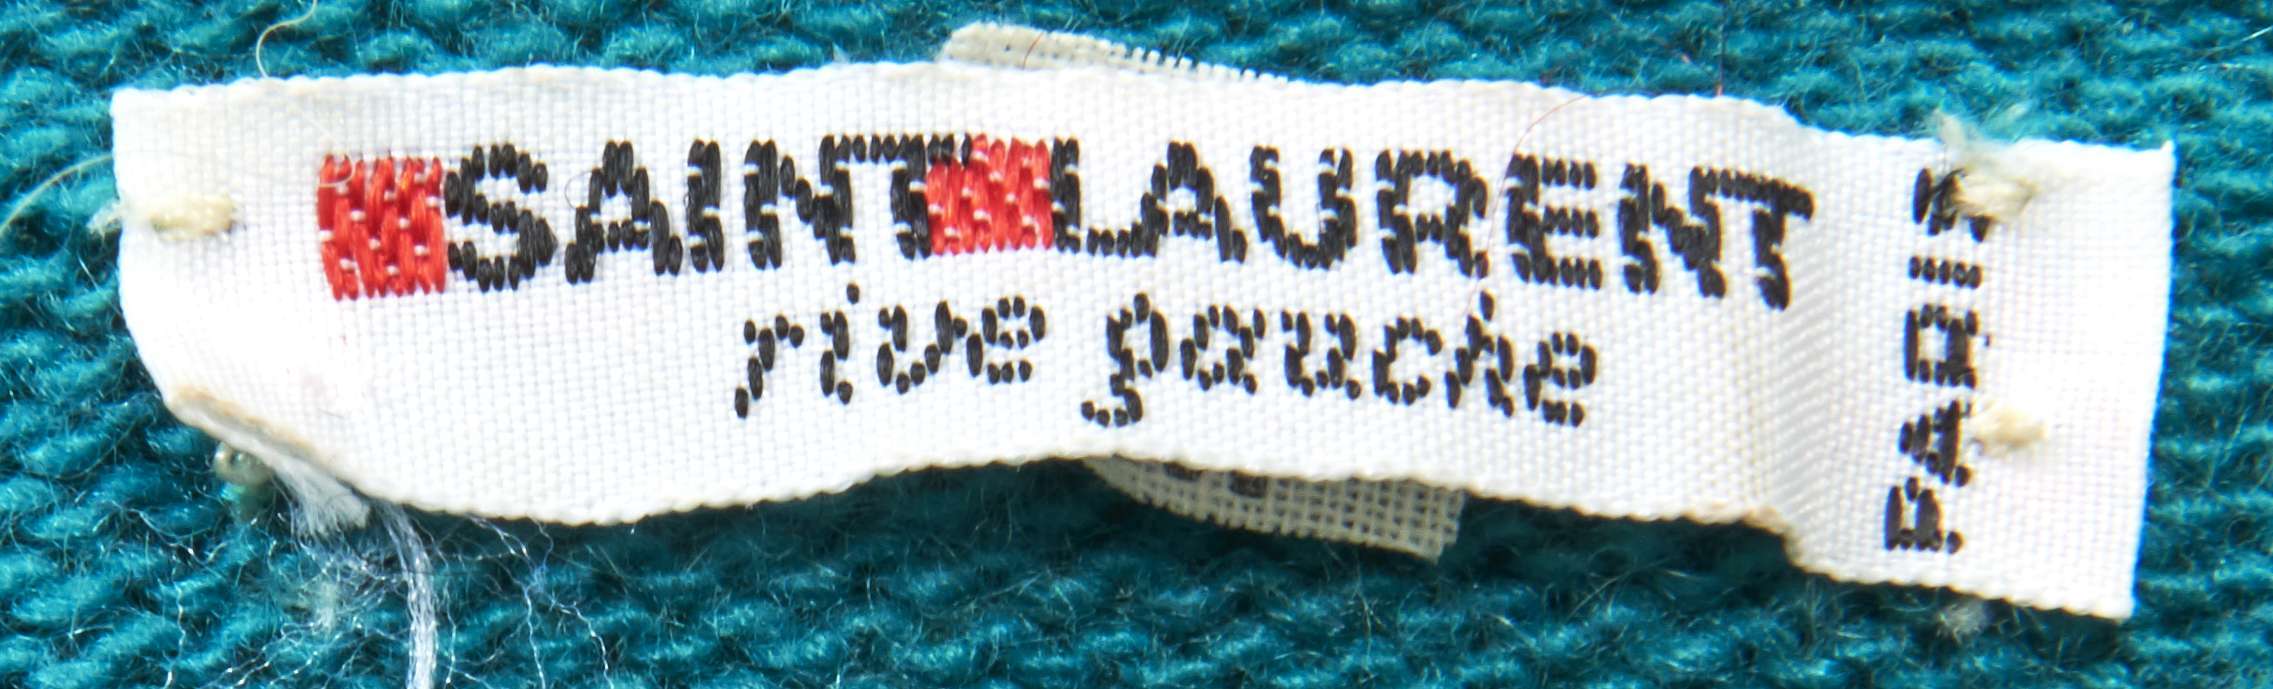 SAINT LAURENT
rive gauche
PARIS